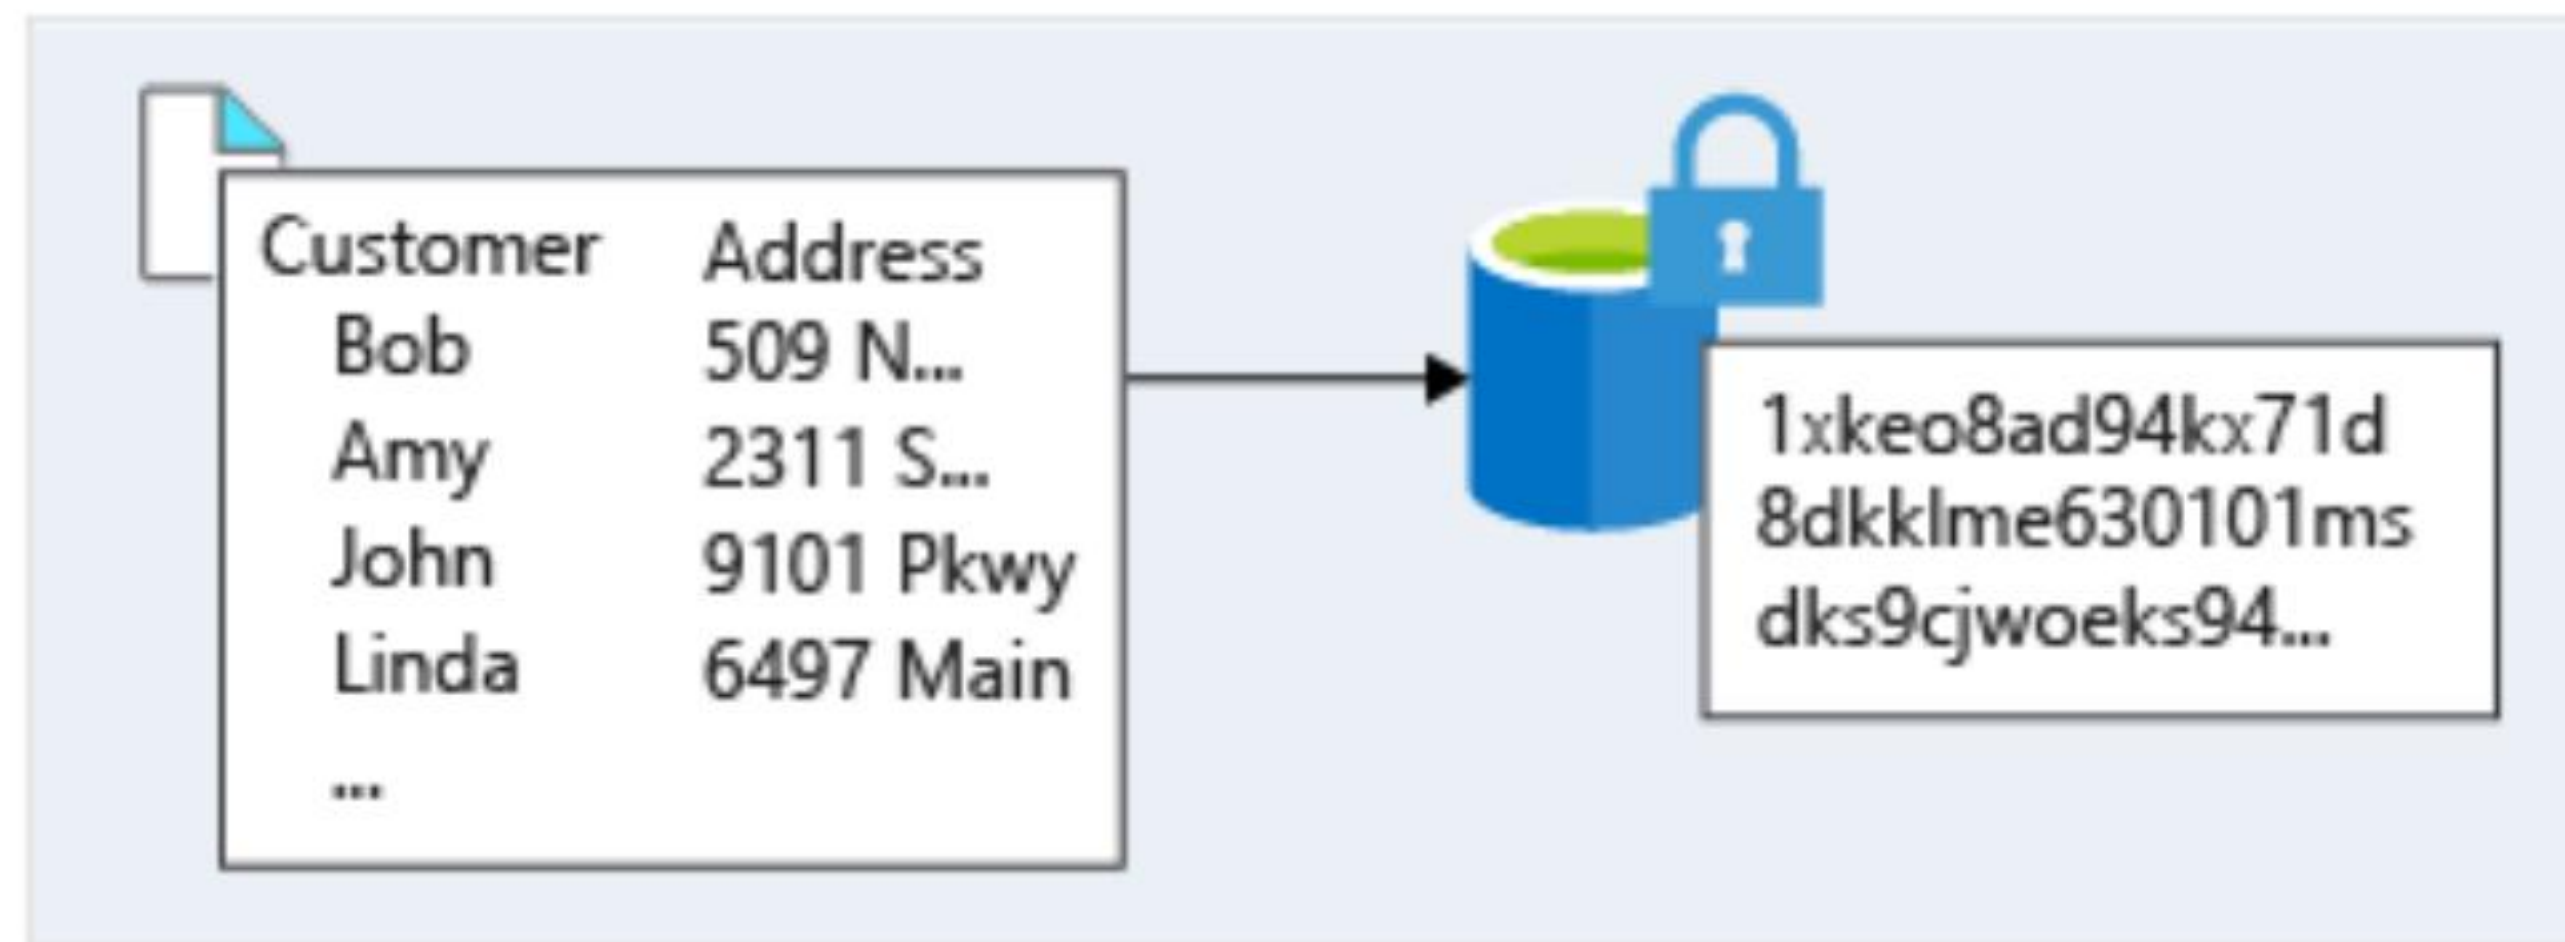 Customer Address
Bob 509 N...
Amy 2311 S...
John 9101 Pkwy
Linda 6497 Main
...
1xkeo8ad94kx71d
8dkklme630101ms
dks9cjwoeks94...